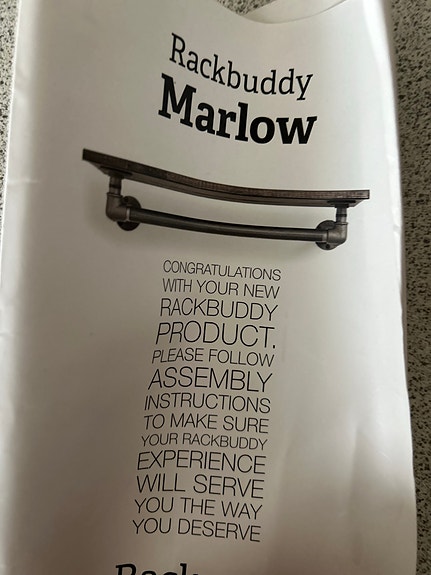 Rackbuddy
Marlow
CONGRATULATIONS
WITH YOUR NEW
RACKBUDDY
PRODUCT.
PLEASE FOLLOW
ASSEMBLY
INSTRUCTIONS
TO MAKE SURE
YOUR RACKBUDDY
EXPERIENCE
WILL SERVE
YOU THE WAY
YOU DESERVE